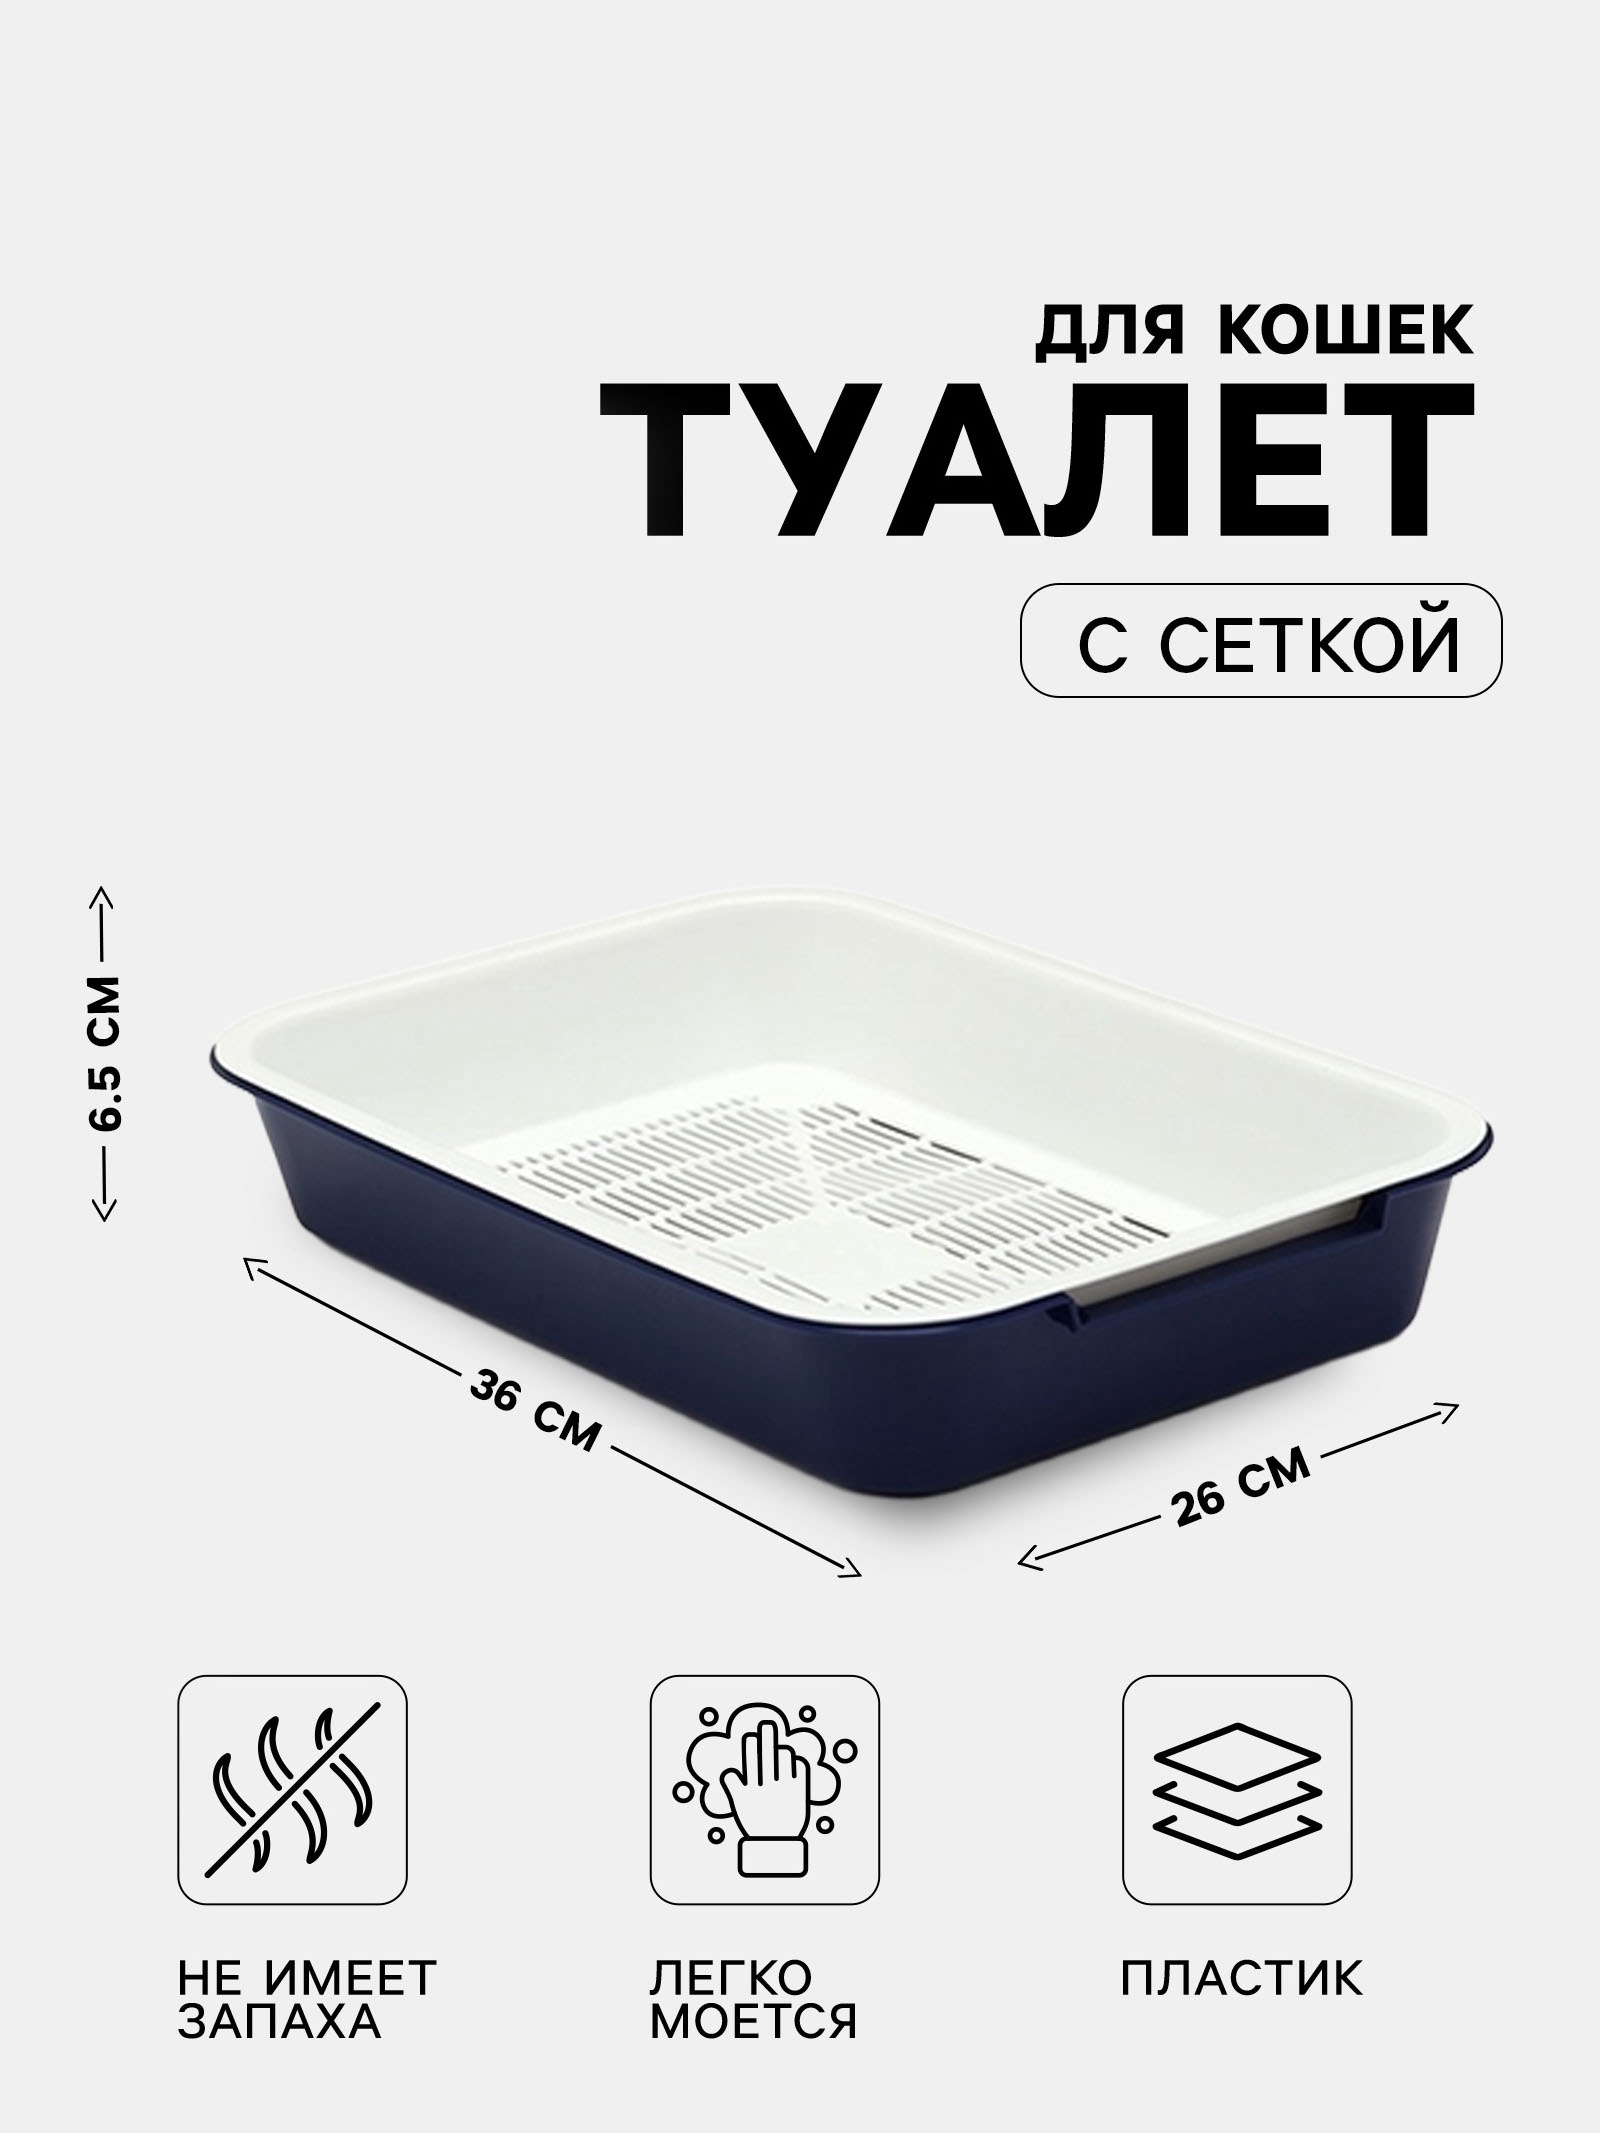 ДЛЯ КОШЕК
ТУАЛЕТ
С СЕТКОЙ
6.5 СМ
36 СМ
26 СМ
НЕ ИМЕЕТ
ЗАПАХА
ЛЕГКО
МОЕТСЯ
ПЛАСТИК